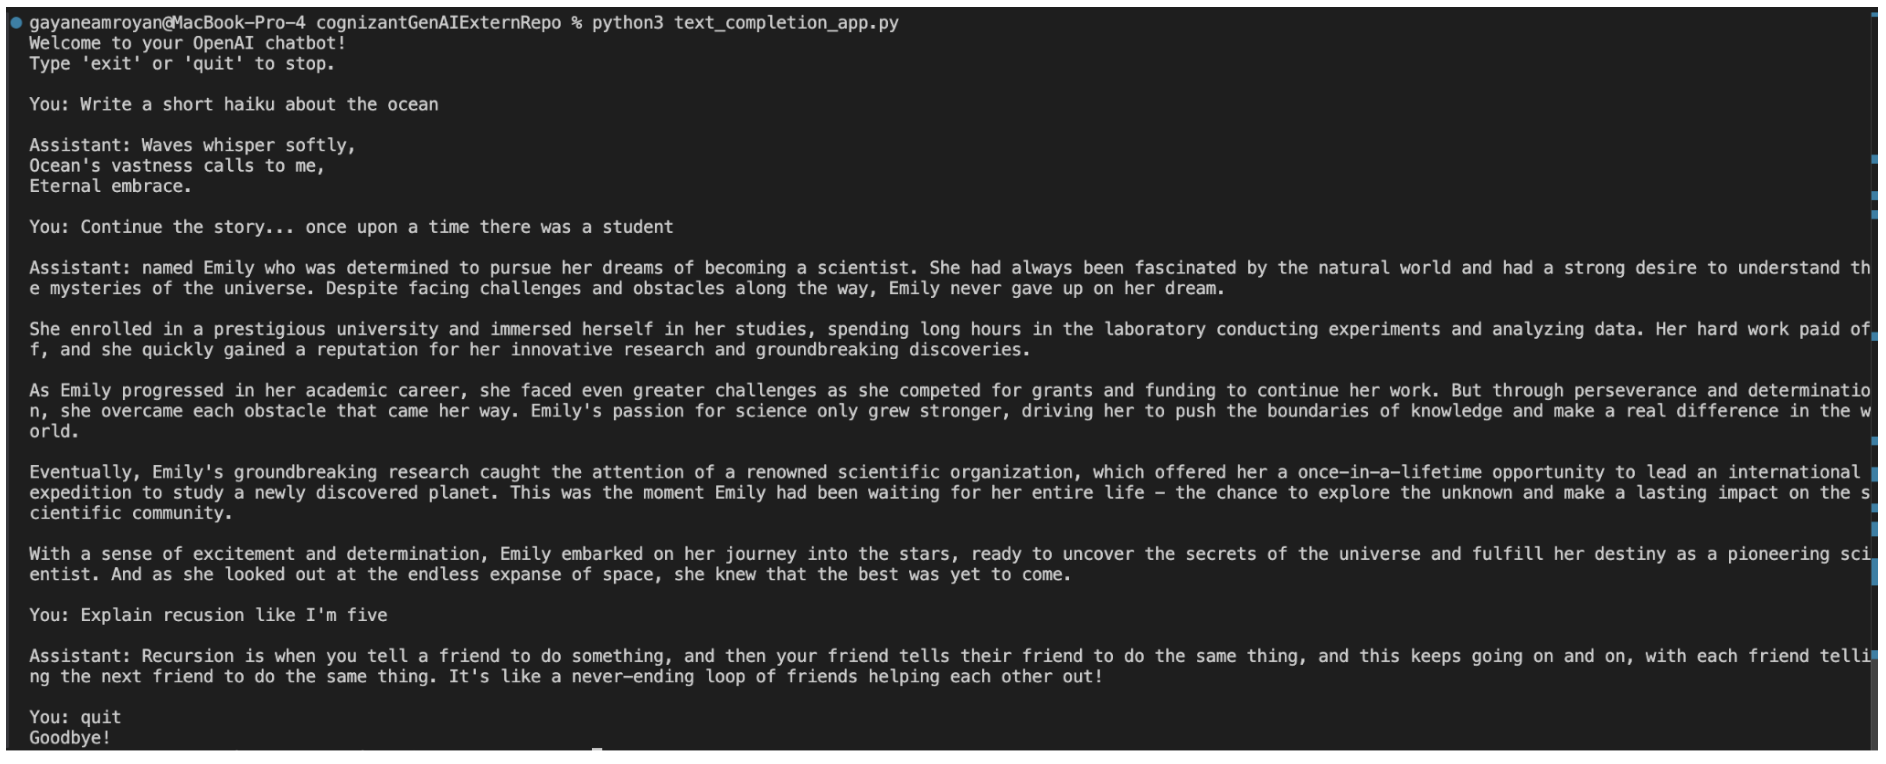 gayaneamroyan@MacBook-Pro-4 cognizantGenAIExternRepo % python3 text_completion_app.py
Welcome to your OpenAI chatbot!
Type 'exit' or 'quit' to stop.
You: Write a short haiku about the ocean
Assistant: Waves whisper softly,
Ocean's vastness calls to me,
Eternal embrace.
You: Continue the story... once upon a time there was a student
Assistant: named Emily who was determined to pursue her dreams of becoming a scientist. She had always been fascinated by the natural world and had a strong desire to understand th
e mysteries of the universe. Despite facing challenges and obstacles along the way, Emily never gave up on her dream.
She enrolled in a prestigious university and immersed herself in her studies, spending long hours in the laboratory conducting experiments and analyzing data. Her hard work paid of
f, and she quickly gained a reputation for her innovative research and groundbreaking discoveries.
As Emily progressed in her academic career, she faced even greater challenges as she competed for grants and funding to continue her work. But through perseverance and determinatio
n, she overcame each obstacle that came her way. Emily's passion for science only grew stronger, driving her to push the boundaries of knowledge and make a real difference in the w
orld.
Eventually, Emily's groundbreaking research caught the attention of a renowned scientific organization, which offered her a once-in-a-lifetime opportunity to lead an international
expedition to study a newly discovered planet. This was the moment Emily had been waiting for her entire life – the chance to explore the unknown and make a lasting impact on the s
cientific community.
With a sense of excitement and determination, Emily embarked on her journey into the stars, ready to uncover the secrets of the universe and fulfill her destiny as a pioneering sci
entist. And as she looked out at the endless expanse of space, she knew that the best was yet to come.
You: Explain recusion like I'm five
Assistant: Recursion is when you tell a friend to do something, and then your friend tells their friend to do the same thing, and this keeps going on and on, with each friend telli
ng the next friend to do the same thing. It's like a never-ending loop of friends helping each other out!
You: quit
Goodbye!